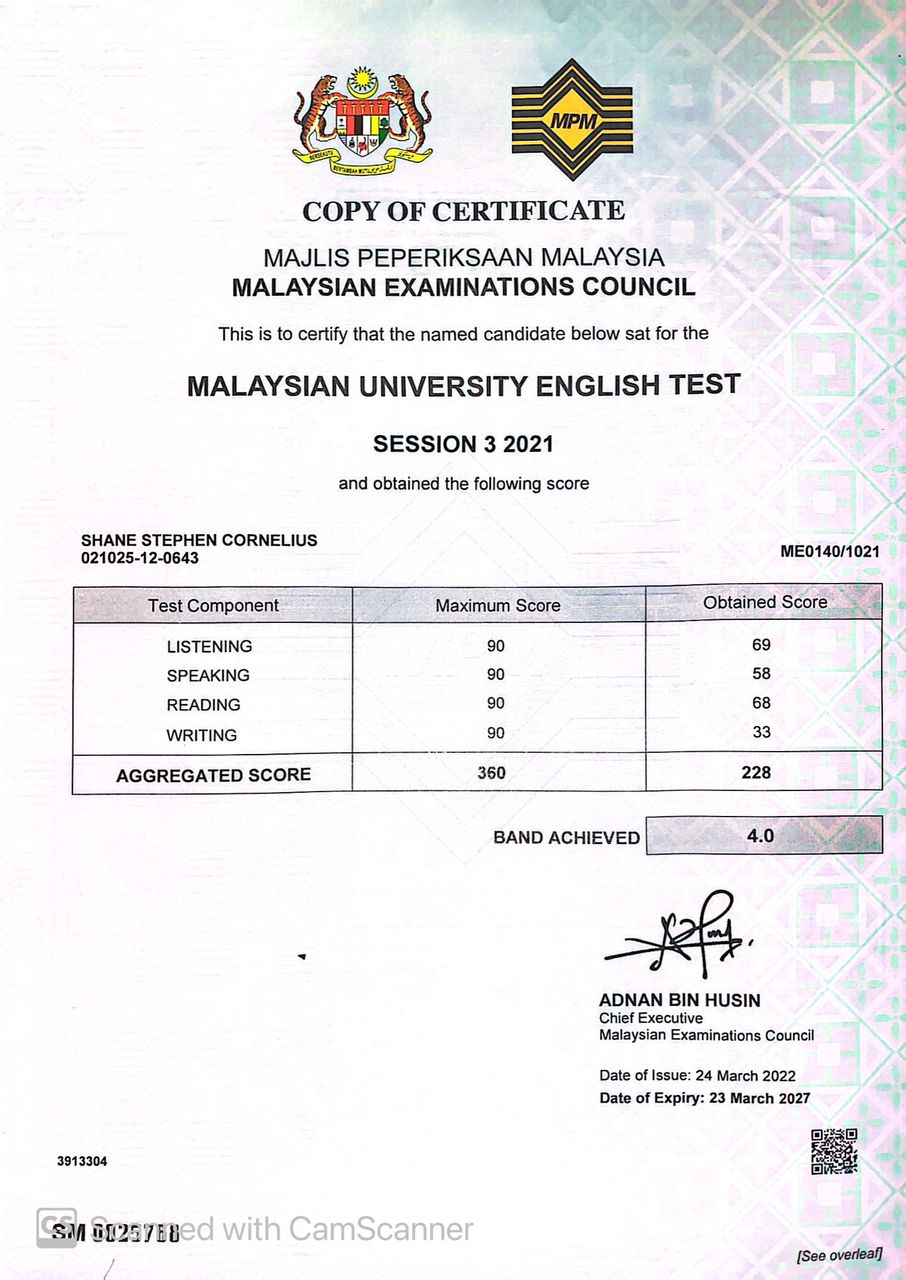 BERSEKUTU
BERTAMBAH MUTU
MPM
COPY OF CERTIFICATE
MAJLIS PEPERIKSAAN MALAYSIA
MALAYSIAN EXAMINATIONS COUNCIL
This is to certify that the named candidate below sat for the
MALAYSIAN UNIVERSITY ENGLISH TEST
SESSION 3 2021
and obtained the following score
SHANE STEPHEN CORNELIUS
021025-12-0643
ME0140/1021
Test Component Maximum Score Obtained Score
LISTENING 90 69
SPEAKING 90 58
READING 90 68
WRITING 90 33
AGGREGATED SCORE 360 228
BAND ACHIEVED 4.0
ADNAN BIN HUSIN
Chief Executive
Malaysian Examinations Council
Date of Issue: 24 March 2022
Date of Expiry: 23 March 2027
3913304
CS Scanned with CamScanner
SM
[See overleaf]